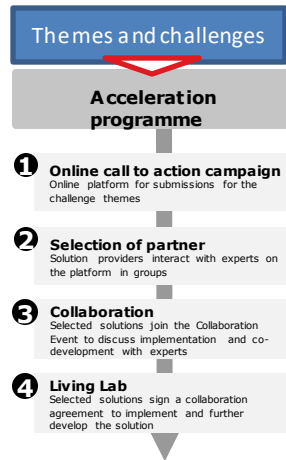 Themes and challenges
Acceleration
programme
1
Online call to action campaign
Online platform for submissions for the
challenge themes
2
Selection of partner
Solution providers interact with experts on
the platform in groups
3
Collaboration
Selected solutions join the Collaboration
Event to discuss implementation and co-
development with experts
4
Living Lab
Selected solutions sign a collaboration
agreement to implement and further
develop the solution